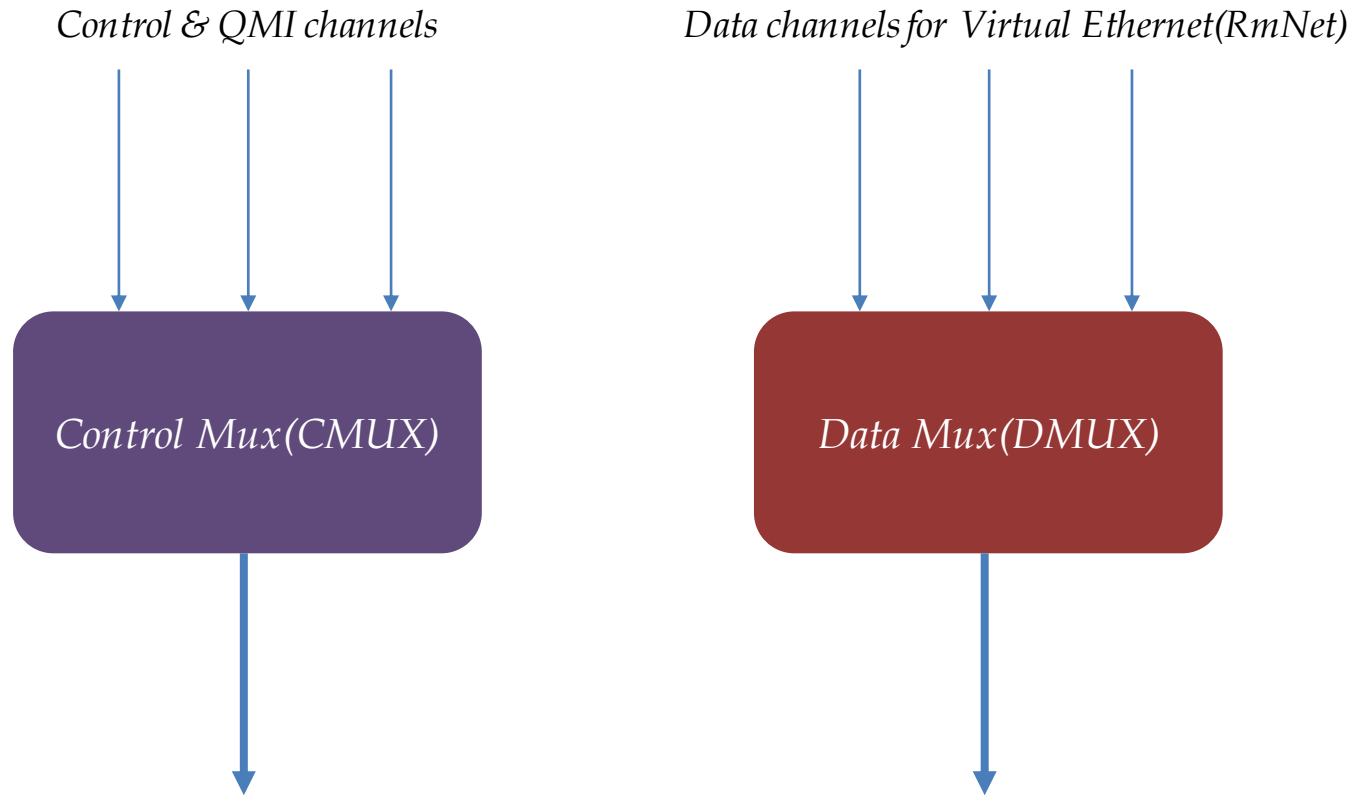 Control & QMI channels
Data channels for Virtual Ethernet(RmNet)
Control Mux(CMUX)
Data Mux(DMUX)